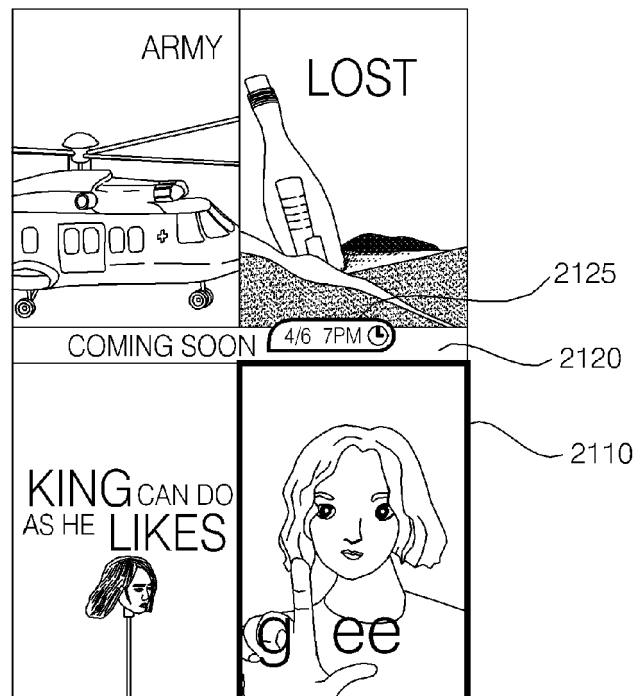 ARMY
LOST
2125
COMING SOON 4/6 7PM
2120
2110
KING CAN DO
AS HE LIKES
g ee